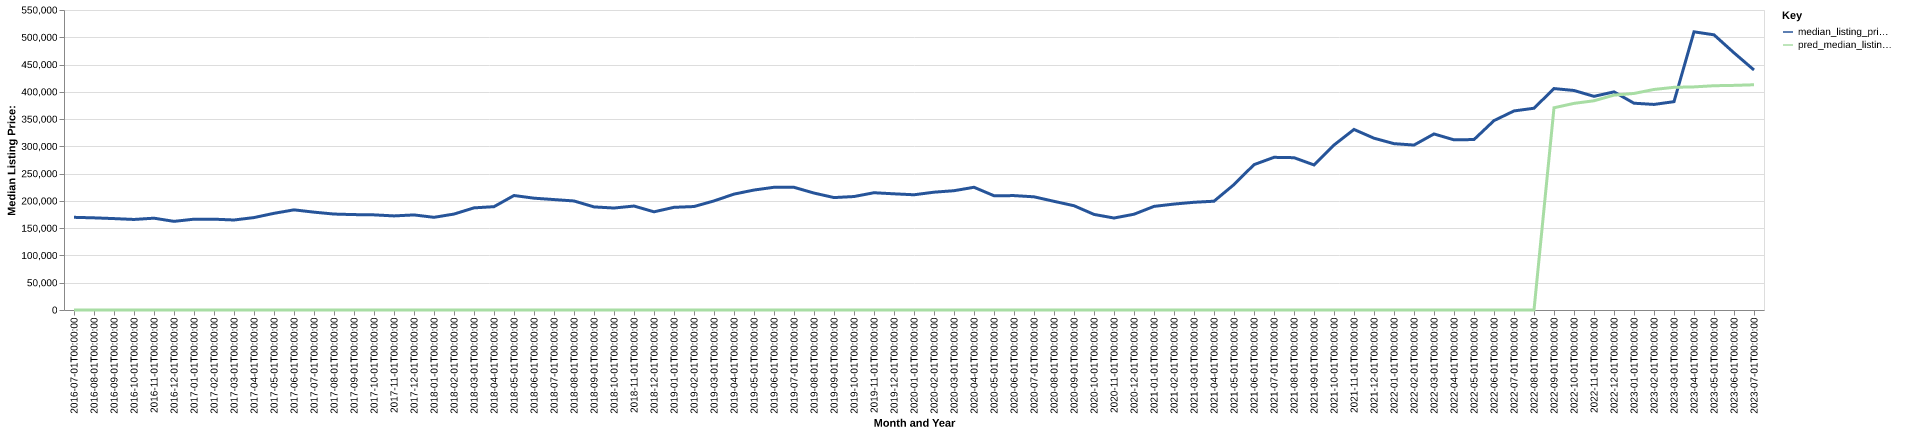 550,000
500,000
450,000
400,000
350,000
300,000
250,000
200,000
150,000
100,000
50,000
0
Median Listing Price:
2016-07-01T00:00:00
2016-08-01T00:00:00
2016-09-01T00:00:00
2016-10-01T00:00:00
2016-11-01T00:00:00
2016-12-01T00:00:00
2017-01-01T00:00:00
2017-02-01T00:00:00
2017-03-01T00:00:00
2017-04-01T00:00:00
2017-05-01T00:00:00
2017-06-01T00:00:00
2017-07-01T00:00:00
2017-08-01T00:00:00
2017-09-01T00:00:00
2017-10-01T00:00:00
2017-11-01T00:00:00
2017-12-01T00:00:00
2018-01-01T00:00:00
2018-02-01T00:00:00
2018-03-01T00:00:00
2018-04-01T00:00:00
2018-05-01T00:00:00
2018-06-01T00:00:00
2018-07-01T00:00:00
2018-08-01T00:00:00
2018-09-01T00:00:00
2018-10-01T00:00:00
2018-11-01T00:00:00
2018-12-01T00:00:00
2019-01-01T00:00:00
2019-02-01T00:00:00
2019-03-01T00:00:00
2019-04-01T00:00:00
2019-05-01T00:00:00
2019-06-01T00:00:00
2019-07-01T00:00:00
2019-08-01T00:00:00
2019-09-01T00:00:00
2019-10-01T00:00:00
2019-11-01T00:00:00
2019-12-01T00:00:00
2020-01-01T00:00:00
2020-02-01T00:00:00
2020-03-01T00:00:00
2020-04-01T00:00:00
2020-05-01T00:00:00
2020-06-01T00:00:00
2020-07-01T00:00:00
2020-08-01T00:00:00
2020-09-01T00:00:00
2020-10-01T00:00:00
2020-11-01T00:00:00
2020-12-01T00:00:00
2021-01-01T00:00:00
2021-02-01T00:00:00
2021-03-01T00:00:00
2021-04-01T00:00:00
2021-05-01T00:00:00
2021-06-01T00:00:00
2021-07-01T00:00:00
2021-08-01T00:00:00
2021-09-01T00:00:00
2021-10-01T00:00:00
2021-11-01T00:00:00
2021-12-01T00:00:00
2022-01-01T00:00:00
2022-02-01T00:00:00
2022-03-01T00:00:00
2022-04-01T00:00:00
2022-05-01T00:00:00
2022-06-01T00:00:00
2022-07-01T00:00:00
2022-08-01T00:00:00
2022-09-01T00:00:00
2022-10-01T00:00:00
2022-11-01T00:00:00
2022-12-01T00:00:00
2023-01-01T00:00:00
2023-02-01T00:00:00
2023-03-01T00:00:00
2023-04-01T00:00:00
2023-05-01T00:00:00
2023-06-01T00:00:00
2023-07-01T00:00:00
Month and Year
Key
median_listing_pri…
pred_median_listin…